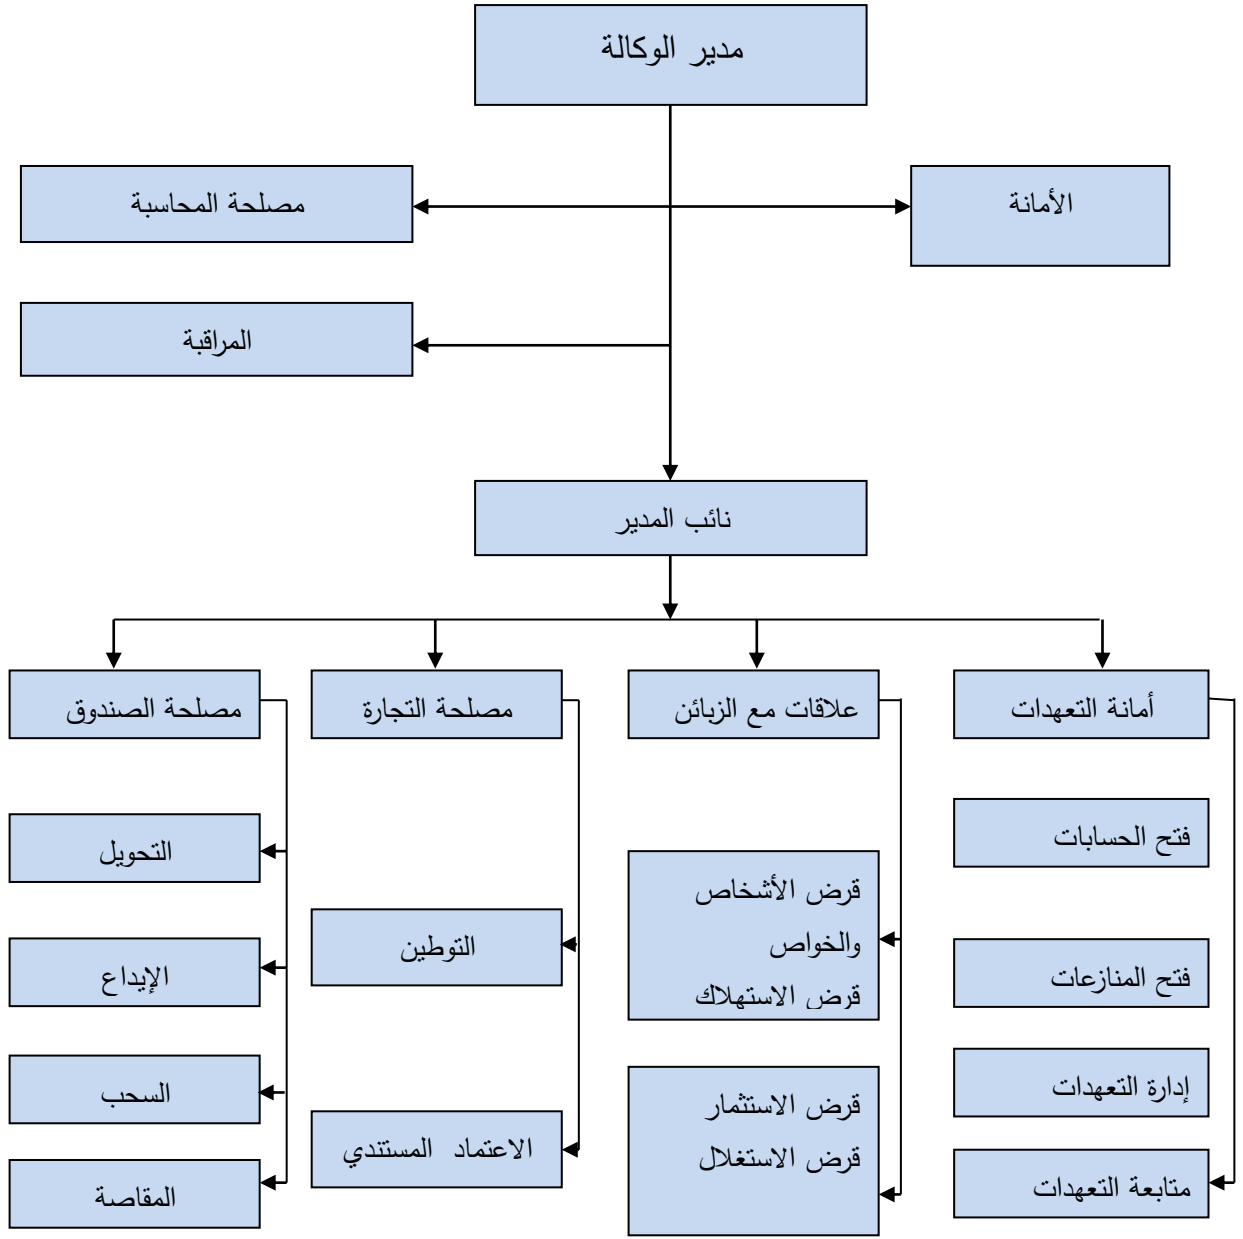 مدير الوكالة
الأمانة
مصلحة المحاسبة
المراقبة
نائب المدير
أمانة التعهدات
علاقات مع الزبائن
مصلحة التجارة
مصلحة الصندوق
فتح الحسابات
فتح المنازعات
إدارة التعهدات
متابعة التعهدات
قرض الأشخاص
والخواص
قرض الاستهلاك
قرض الاستثمار
قرض الاستغلال
التوطين
الاعتماد المستندي
التحويل
الإيداع
السحب
المقاصة